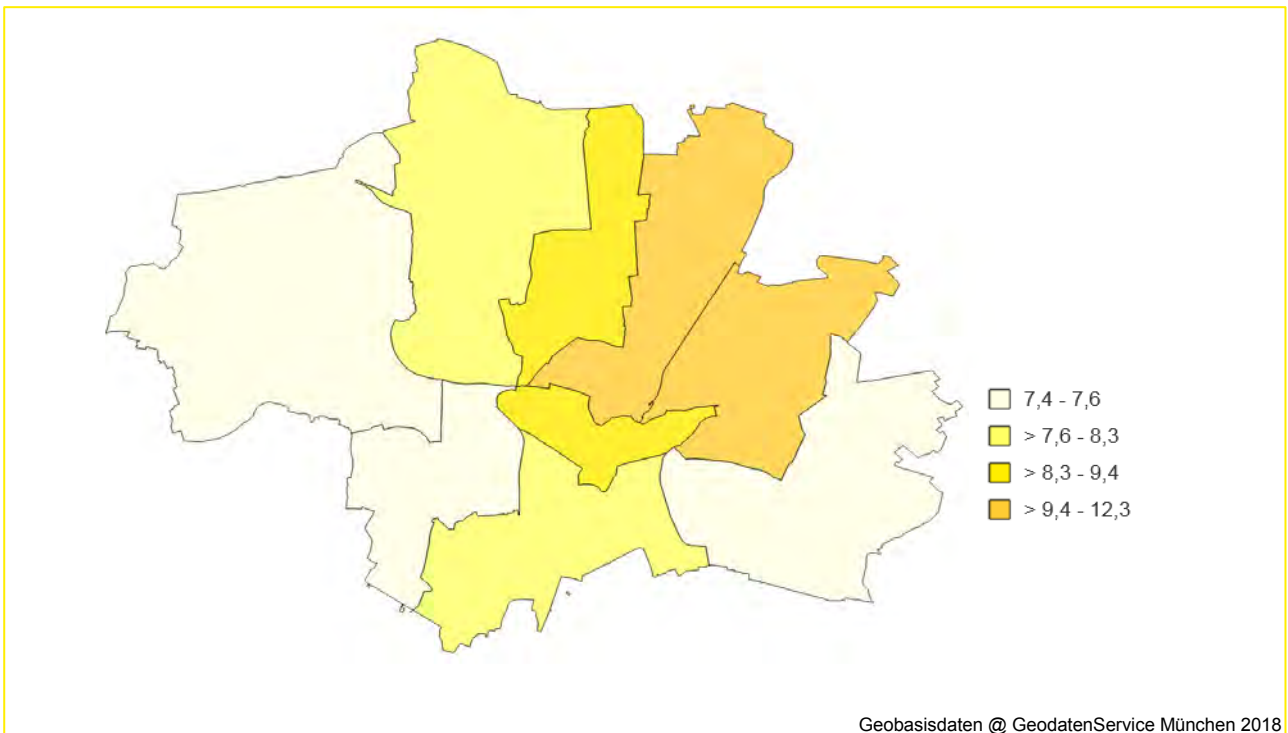 7,4 - 7,6
> 7,6 - 8,3
> 8,3 - 9,4
> 9,4 - 12,3
Geobasisdaten @ GeodatenService München 2018